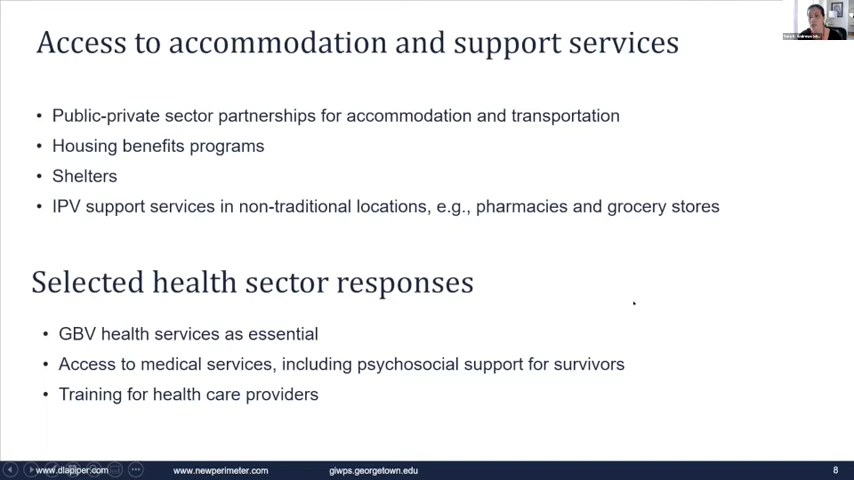 Access to accommodation and support services
• Public-private sector partnerships for accommodation and transportation
• Housing benefits programs
• Shelters
• IPV support services in non-traditional locations, e.g., pharmacies and grocery stores
Selected health sector responses
• GBV health services as essential
• Access to medical services, including psychosocial support for survivors
• Training for health care providers
www.dlapiper.com www.newperimeter.com giwps.georgetown.edu 8